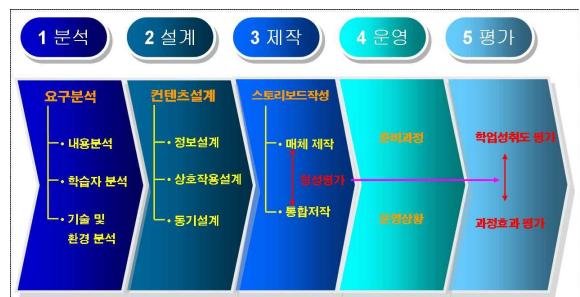 1 분석
2 설계
3 제작
4 운영
5 평가
요구분석
• 내용분석
• 학습자 분석
• 기술 및
환경 분석
컨텐츠설계
• 정보설계
• 상호작용설계
• 동기설계
스토리보드작성
• 매체 제작
형성평가
• 통합저작
준비과정
운영상황
학업성취도 평가
과정효과 평가